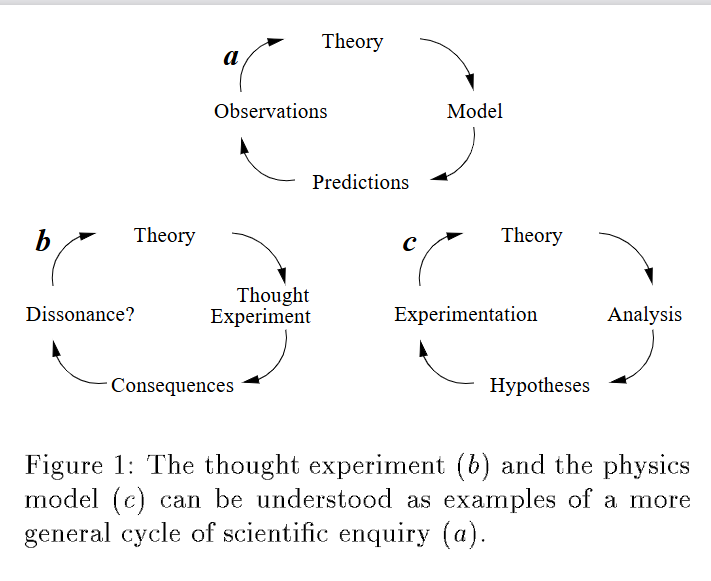 a
Theory
Observations
Model
Predictions
b
Theory
Dissonance?
Thought
Experiment
Consequences
c
Theory
Experimentation
Analysis
Hypotheses
Figure 1: The thought experiment (b) and the physics
model (c) can be understood as examples of a more
general cycle of scientific enquiry (a).